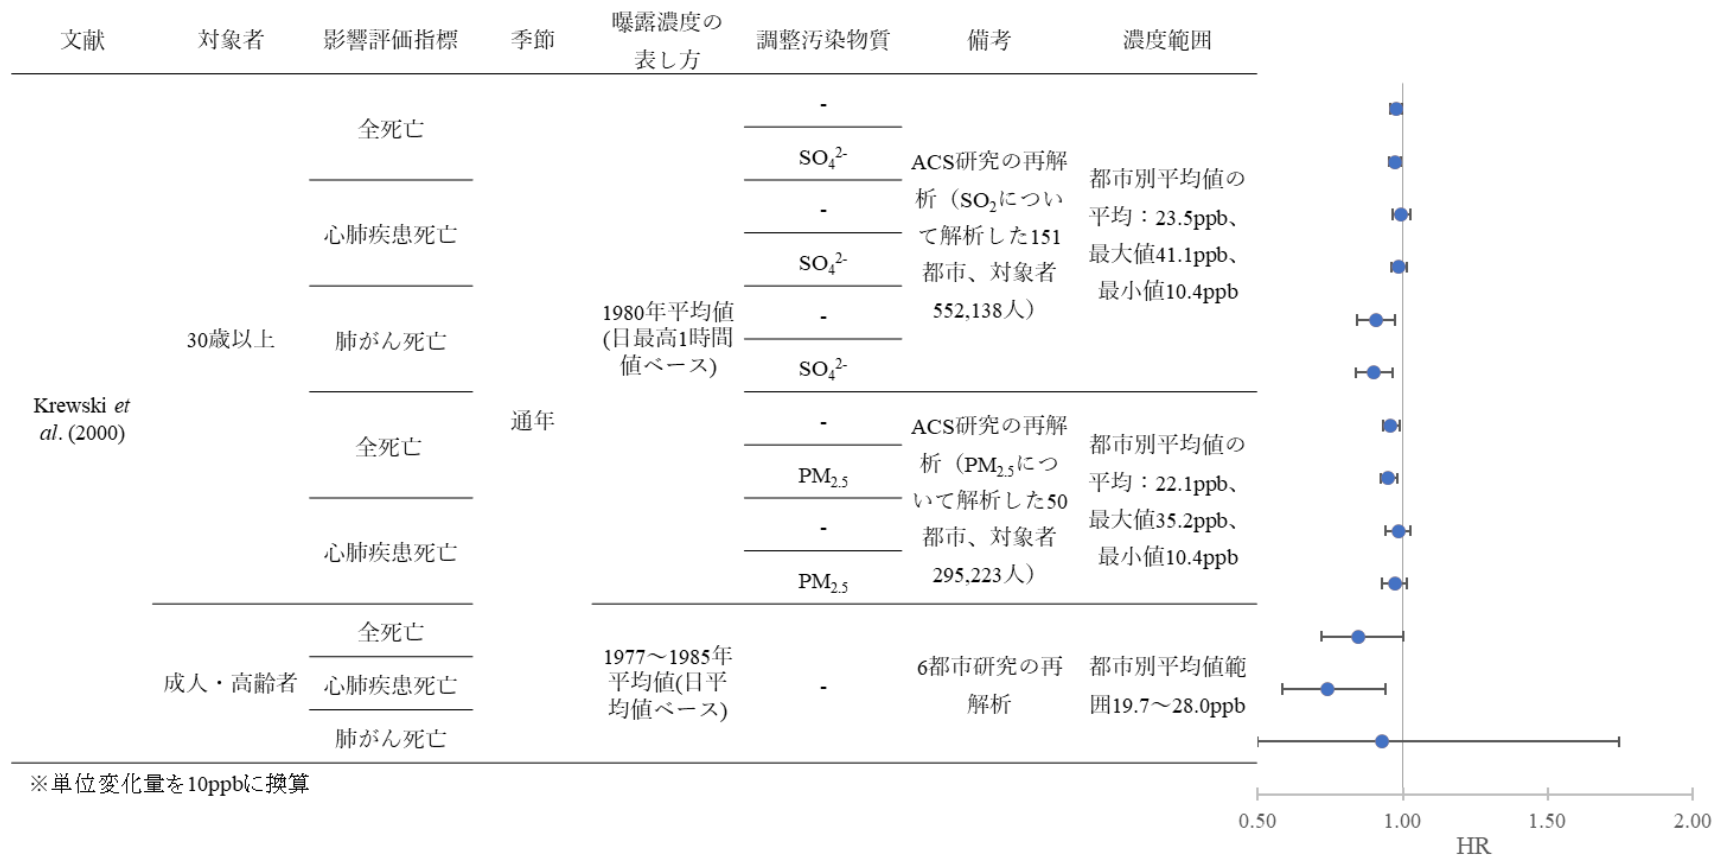 文献 対象者 影響評価指標 季節 曝露濃度の
表し方 調整汚染物質 備考 濃度範囲
Krewski et
al. (2000)
30歳以上
全死亡
心肺疾患死亡
肺がん死亡
全死亡
心肺疾患死亡
通年
1980年平均値
(日最高1時間
値ベース)
-
SO₄²⁻
-
SO₄²⁻
-
SO₄²⁻
-
PM₂.₅
-
PM₂.₅
ACS研究の再解
析（SO₂につい
て解析した151
都市、対象者
552,138人）
都市別平均値の
平均：23.5ppb、
最大値41.1ppb、
最小値10.4ppb
ACS研究の再解
析（PM₂.₅につ
いて解析した50
都市、対象者
295,223人）
都市別平均値の
平均：22.1ppb、
最大値35.2ppb、
最小値10.4ppb
成人・高齢者
全死亡
心肺疾患死亡
肺がん死亡
1977～1985年
平均値(日平
均値ベース)
-
6都市研究の再
解析
都市別平均値範
囲19.7～28.0ppb
※単位変化量を10ppbに換算
0.50 1.00 1.50 2.00
HR